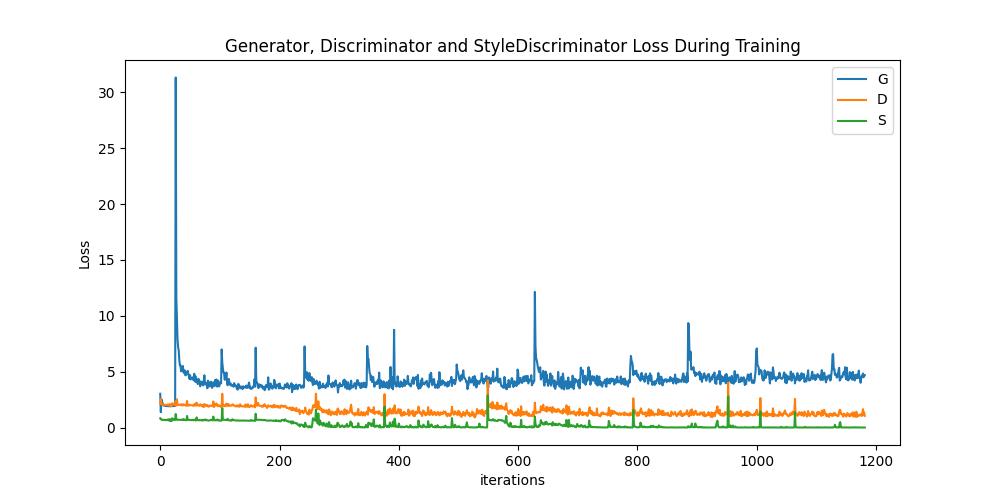 Generator, Discriminator and StyleDiscriminator Loss During Training
G
D
S
30
25
20
15
10
5
0
Loss
0 200 400 600 800 1000 1200
iterations